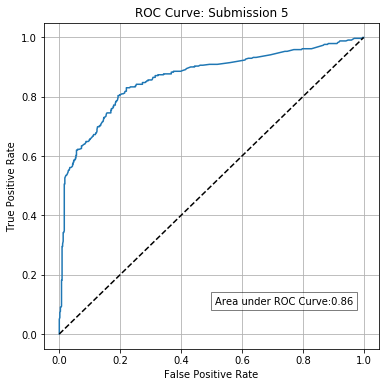 ROC Curve: Submission 5
True Positive Rate
1.0
0.8
0.6
0.4
0.2
0.0
Area under ROC Curve:0.86
0.0 0.2 0.4 0.6 0.8 1.0
False Positive Rate